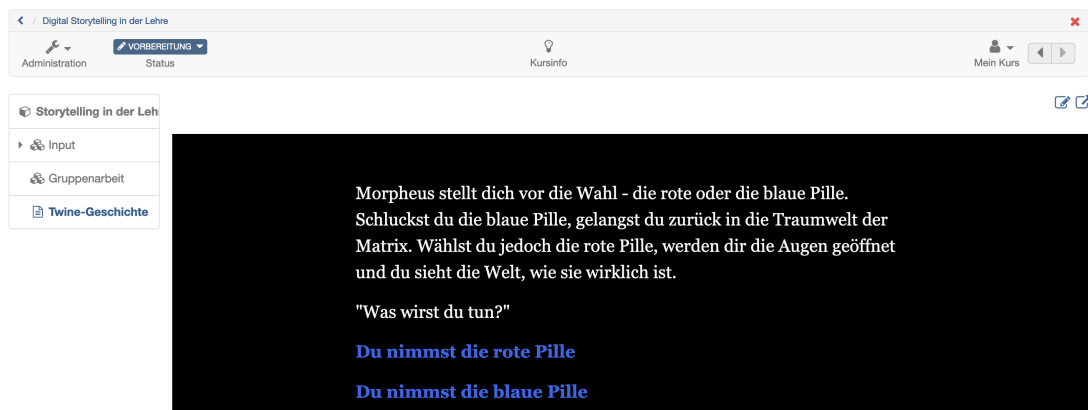 / Digital Storytelling in der Lehre
Administration
VORBEREITUNG
Status
Kursinfo
Mein Kurs
Storytelling in der Leh
Input
Gruppenarbeit
Twine-Geschichte
Morpheus stellt dich vor die Wahl - die rote oder die blaue Pille.
Schluckst du die blaue Pille, gelangst du zurück in die Traumwelt der
Matrix. Wählst du jedoch die rote Pille, werden dir die Augen geöffnet
und du sieht die Welt, wie sie wirklich ist.
"Was wirst du tun?"
Du nimmst die rote Pille
Du nimmst die blaue Pille